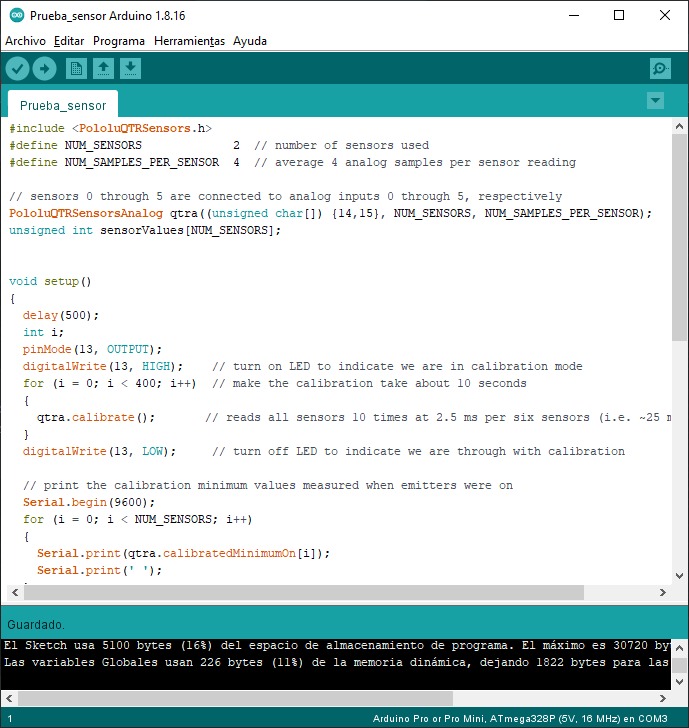 Prueba_sensor Arduino 1.8.16
Archivo Editar Programa Herramientas Ayuda
Prueba_sensor
#include <PololuQTRSensors.h>
#define NUM_SENSORS             2  // number of sensors used
#define NUM_SAMPLES_PER_SENSOR  4  // average 4 analog samples per sensor reading
// sensors 0 through 5 are connected to analog inputs 0 through 5, respectively
PololuQTRSensorsAnalog qtra((unsigned char[]) {14,15}, NUM_SENSORS, NUM_SAMPLES_PER_SENSOR);
unsigned int sensorValues[NUM_SENSORS];
void setup()
{
  delay(500);
  int i;
  pinMode(13, OUTPUT);
  digitalWrite(13, HIGH);    // turn on LED to indicate we are in calibration mode
  for (i = 0; i < 400; i++)  // make the calibration take about 10 seconds
  {
    qtra.calibrate();       // reads all sensors 10 times at 2.5 ms per six sensors (i.e. ~25 m
  }
  digitalWrite(13, LOW);     // turn off LED to indicate we are through with calibration
  // print the calibration minimum values measured when emitters were on
  Serial.begin(9600);
  for (i = 0; i < NUM_SENSORS; i++)
  {
    Serial.print(qtra.calibratedMinimumOn[i]);
    Serial.print(' ');
Guardado.
El Sketch usa 5100 bytes (16%) del espacio de almacenamiento de programa. El máximo es 30720 by
Las variables Globales usan 226 bytes (11%) de la memoria dinámica, dejando 1822 bytes para las
1
Arduino Pro or Pro Mini, ATmega328P (5V, 16 MHz) en COM3